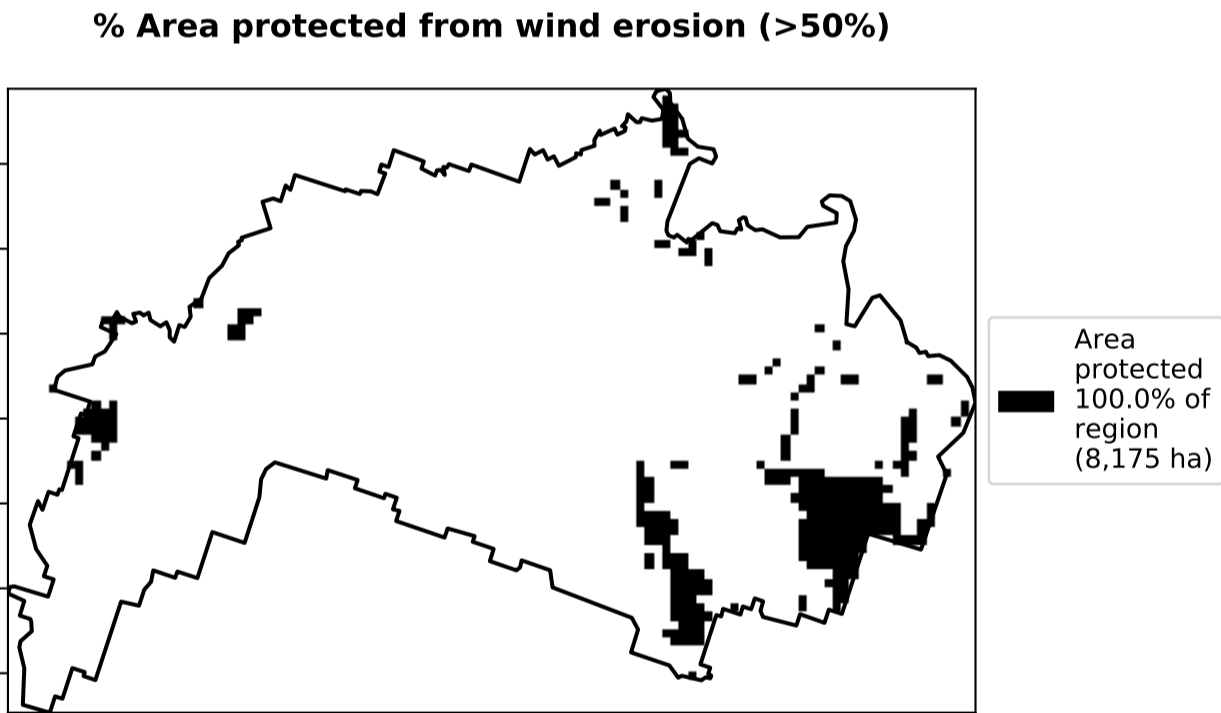 % Area protected from wind erosion (>50%)
Area
protected
100.0% of
region
(8,175 ha)